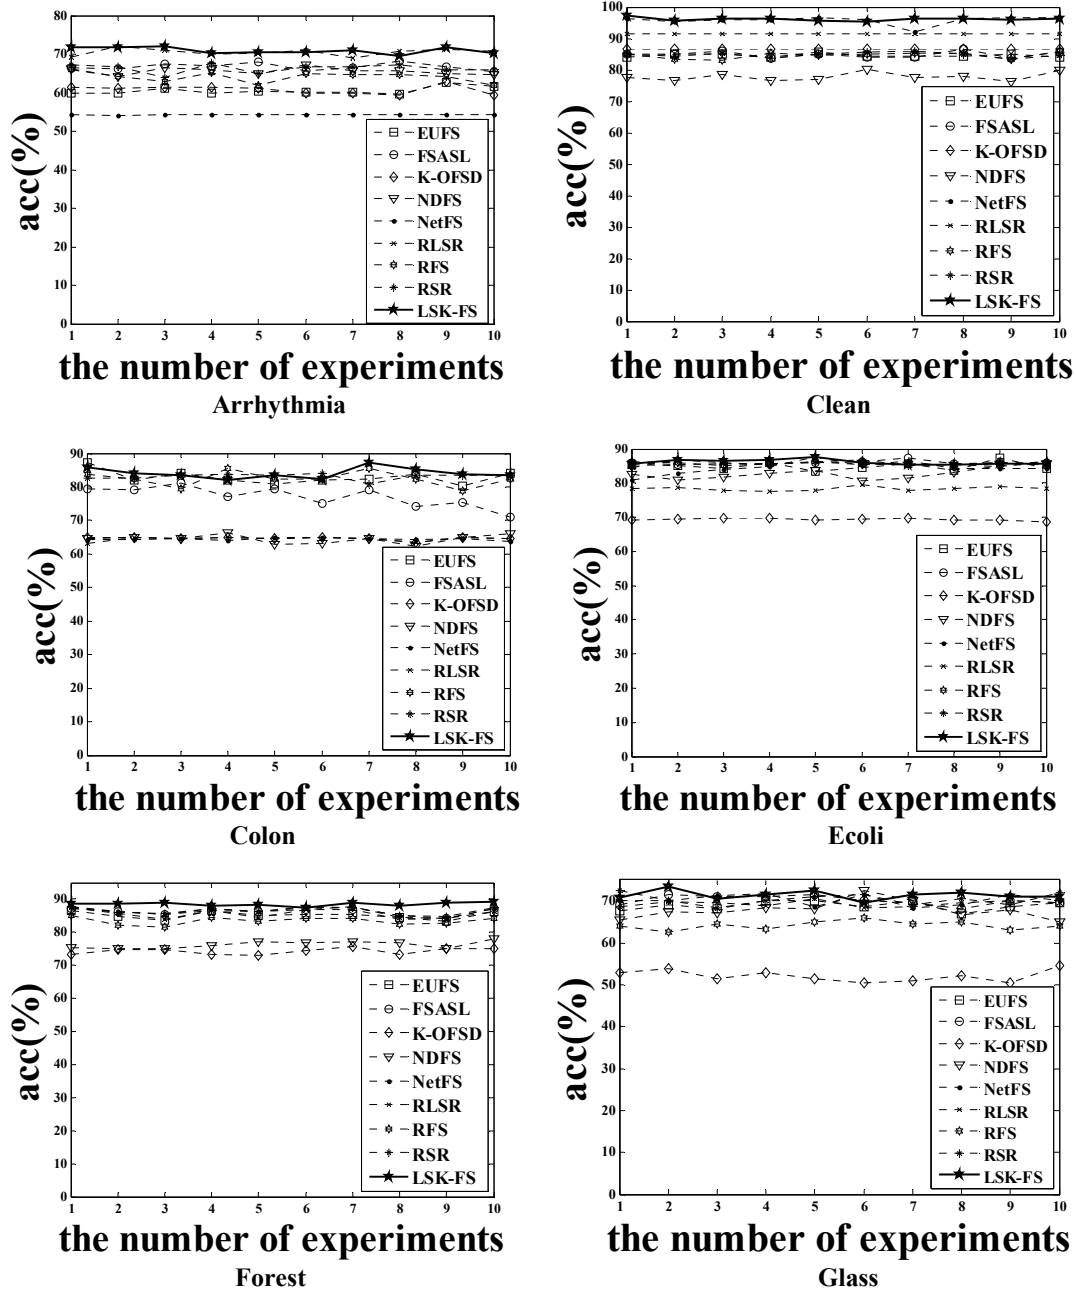 acc(%)
80
70
60
50
40
30
20
10
0
EUFS
FSASL
K-OFSD
NDFS
NetFS
RLSR
RFS
RSR
LSK-FS
1 2 3 4 5 6 7 8 9 10
the number of experiments
Arrhythmia
acc(%)
100
90
80
70
60
50
40
30
20
10
0
EUFS
FSASL
K-OFSD
NDFS
NetFS
RLSR
RFS
RSR
LSK-FS
1 2 3 4 5 6 7 8 9 10
the number of experiments
Clean
acc(%)
90
80
70
60
50
40
30
20
10
0
EUFS
FSASL
K-OFSD
NDFS
NetFS
RLSR
RFS
RSR
LSK-FS
1 2 3 4 5 6 7 8 9 10
the number of experiments
Colon
acc(%)
90
80
70
60
50
40
30
20
10
0
EUFS
FSASL
K-OFSD
NDFS
NetFS
RLSR
RFS
RSR
LSK-FS
1 2 3 4 5 6 7 8 9 10
the number of experiments
Ecoli
acc(%)
90
80
70
60
50
40
30
20
10
0
EUFS
FSASL
K-OFSD
NDFS
NetFS
RLSR
RFS
RSR
LSK-FS
1 2 3 4 5 6 7 8 9 10
the number of experiments
Forest
acc(%)
70
60
50
40
30
20
10
0
EUFS
FSASL
K-OFSD
NDFS
NetFS
RLSR
RFS
RSR
LSK-FS
1 2 3 4 5 6 7 8 9 10
the number of experiments
Glass